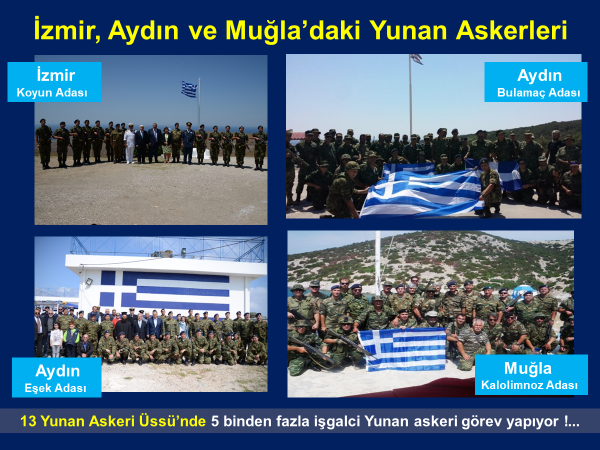 İzmir, Aydın ve Muğla’daki Yunan Askerleri
İzmir
Koyun Adası
Aydın
Bulamaç Adası
Aydın
Eşek Adası
Muğla
Kalolimnoz Adası
13 Yunan Askeri Üssü’nde 5 binden fazla işgalci Yunan askeri görev yapıyor !...